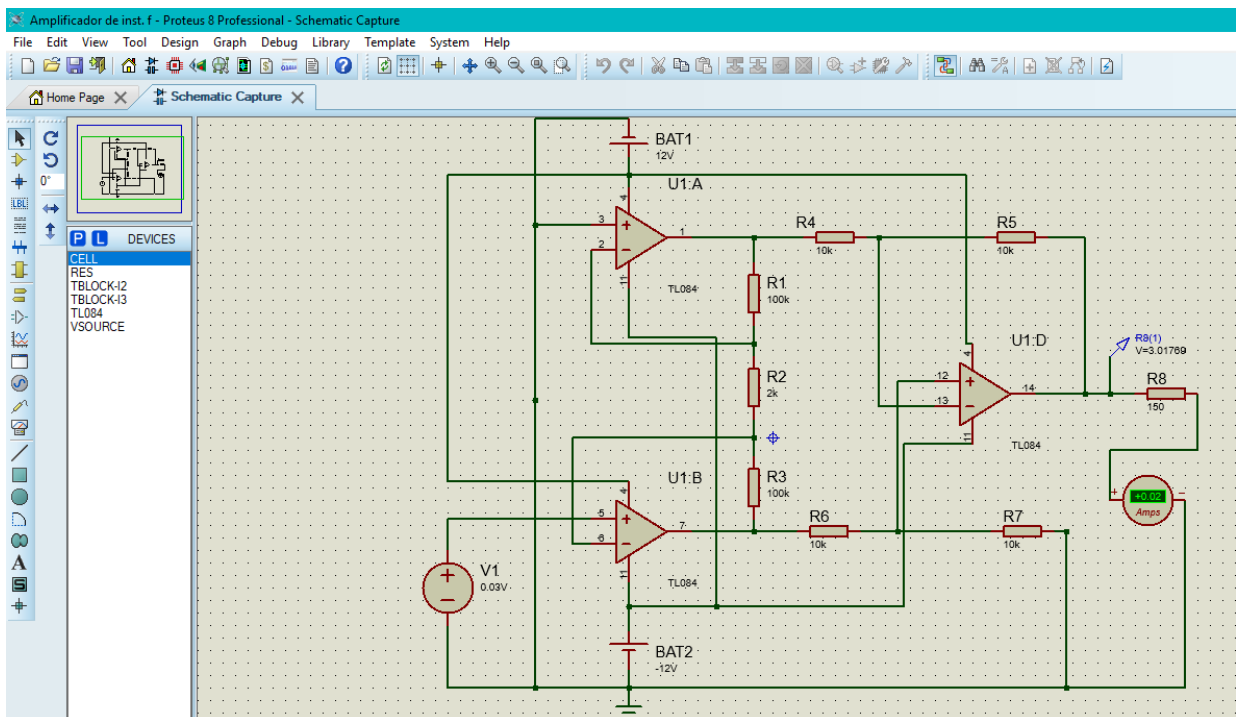 Amplificador de inst. f - Proteus 8 Professional - Schematic Capture
File Edit View Tool Design Graph Debug Library Template System Help
Home Page
Schematic Capture
0°
LBL
P L DEVICES
CELL
RES
TBLOCK-I2
TBLOCK-I3
TL084
VSOURCE
A
S
BAT1
12V
U1:A
4
3
2
1
11
TL084
R4
10k
R5
10k
R1
100k
R2
2k
R3
100k
U1:D
4
12
13
14
11
TL084
R8(1)
V=3.01769
R8
150
+0.02
Amps
U1:B
4
5
6
7
11
TL084
R6
10k
R7
10k
V1
0.03V
BAT2
-12V